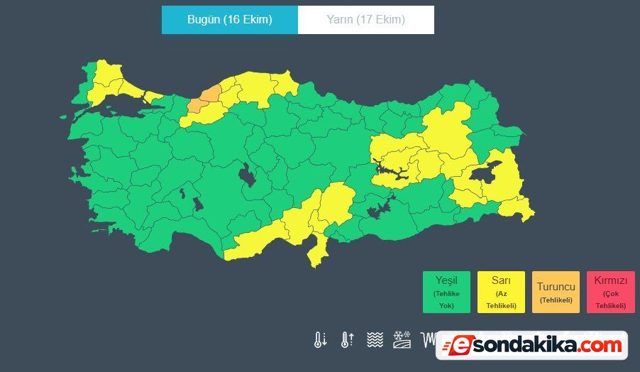 Bugün (16 Ekim)
Yarın (17 Ekim)
Yeşil
(Tehlike
Yok)
Sarı
(Az
Tehlikeli)
Turuncu
(Tehlikeli)
Kırmızı
(Çok
Tehlikeli)
esondakika.com